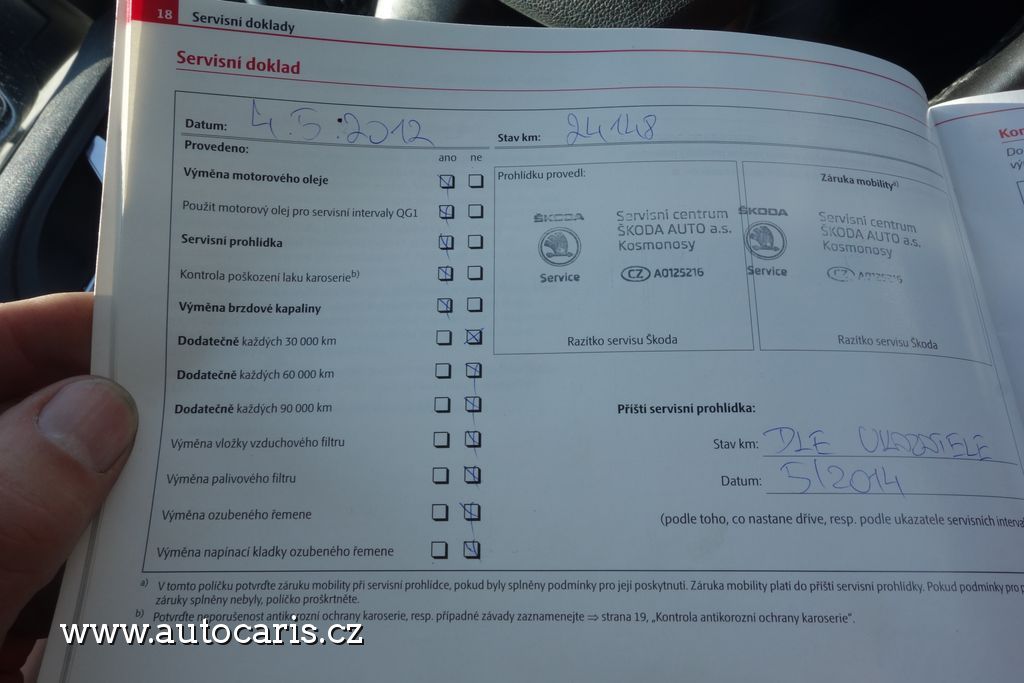 18 Servisní doklady
Servisní doklad
Datum: 4.5.2012
Stav km: 24148
Provedeno:
ano ne
Výměna motorového oleje
Použit motorový olej pro servisní intervaly QG1
Servisní prohlídka
Kontrola poškození laku karoserie b)
Výměna brzdové kapaliny
Dodatečně každých 30 000 km
Dodatečně každých 60 000 km
Dodatečně každých 90 000 km
Výměna vložky vzduchového filtru
Výměna palivového filtru
Výměna ozubeného řemene
Výměna napínací kladky ozubeného řemene
Prohlídku provedl:
ŠKODA
Service
Servisní centrum
ŠKODA AUTO a.s.
Kosmonosy
CZ A0125216
Razítko servisu Škoda
Záruka mobility a)
ŠKODA
Service
Servisní centrum
ŠKODA AUTO a.s.
Kosmonosy
CZ A0125216
Razítko servisu Škoda
Příští servisní prohlídka:
Stav km: DLE UKAZATELE
Datum: 5/2014
(podle toho, co nastane dříve, resp. podle ukazatele servisních
a) V tomto políčku potvrďte záruku mobility při servisní prohlídce, pokud byly splněny podmínky pro její poskytnutí. Záruka mobility platí do příští servisní prohlídky. Pokud podmínky pro
záruky splněny nebyly, políčko proškrtněte.
b) Potvrďte neporušenost antikorozní ochrany karoserie, resp. případné závady zaznamenejte ⇒ strana 19, „Kontrola antikorozní ochrany karoserie“.
www.autocaris.cz